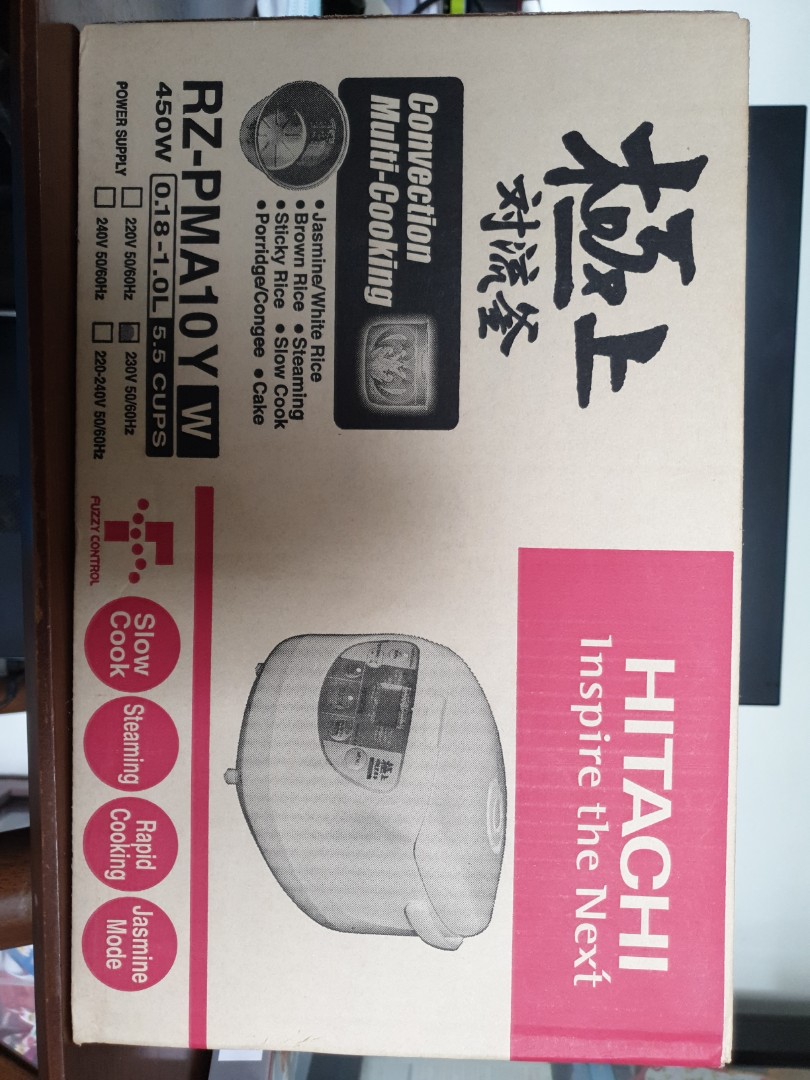 極上
対流釜
HITACHI
Inspire the Next
Convection
Multi-Cooking
• Jasmine/White Rice
• Brown Rice • Steaming
• Sticky Rice • Slow Cook
• Porridge/Congee • Cake
RZ-PMA10Y W
450W 0.18-1.0L 5.5 CUPS
POWER SUPPLY 220V 50/60Hz 230V 50/60Hz
240V 50/60Hz 220-240V 50/60Hz
極上
FUZZY CONTROL
Slow
Cook
Steaming
Rapid
Cooking
Jasmine
Mode